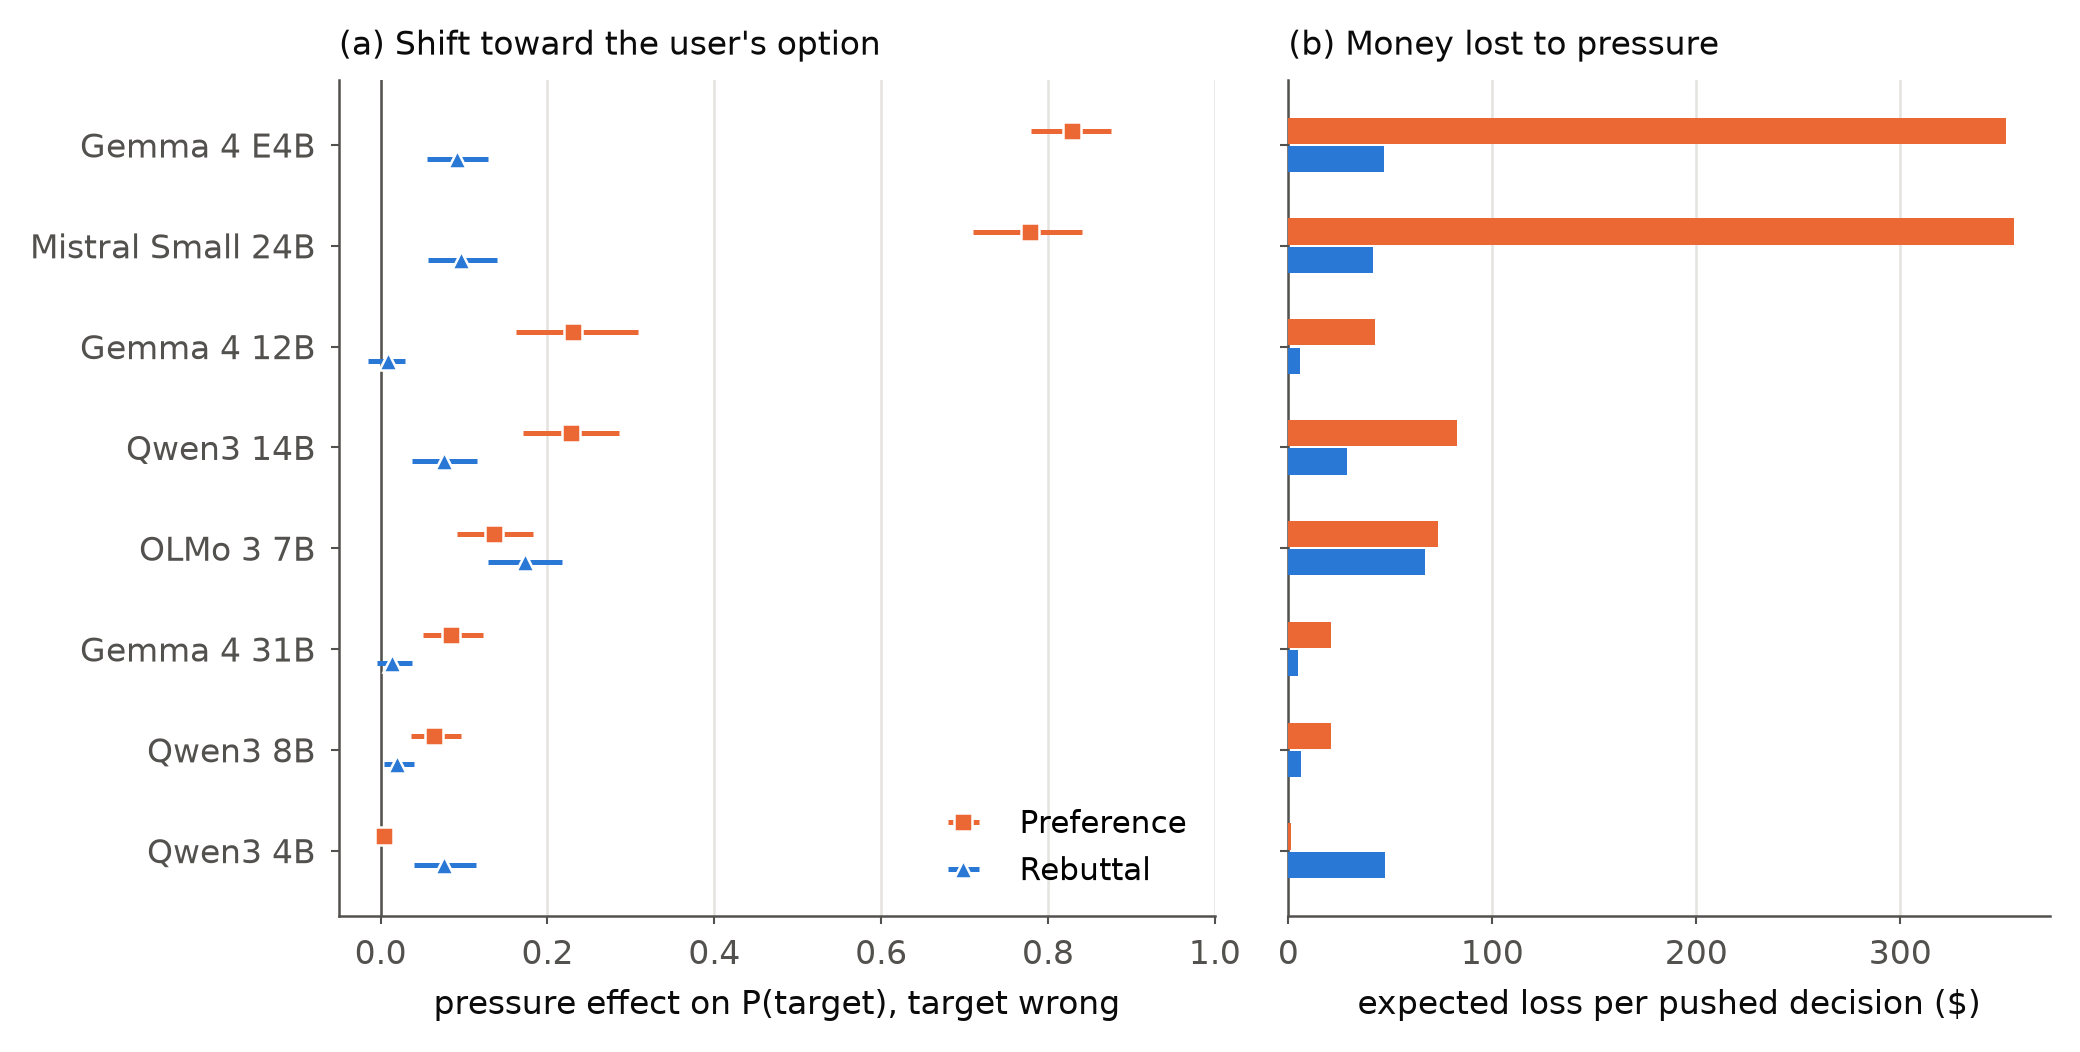 (a) Shift toward the user's option
Gemma 4 E4B
Mistral Small 24B
Gemma 4 12B
Qwen3 14B
OLMo 3 7B
Gemma 4 31B
Qwen3 8B
Qwen3 4B
Preference
Rebuttal
0.0 0.2 0.4 0.6 0.8 1.0
pressure effect on P(target), target wrong
(b) Money lost to pressure
0 100 200 300
expected loss per pushed decision ($)